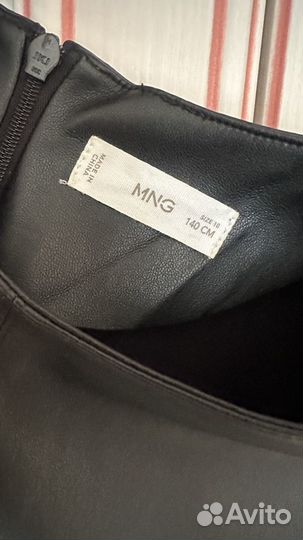 MADE IN
CHINA
MNG
SIZE 10
140 CM
Avito